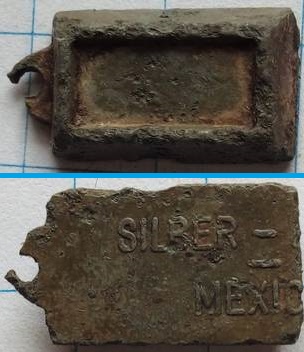 SILBER =
MEXIC